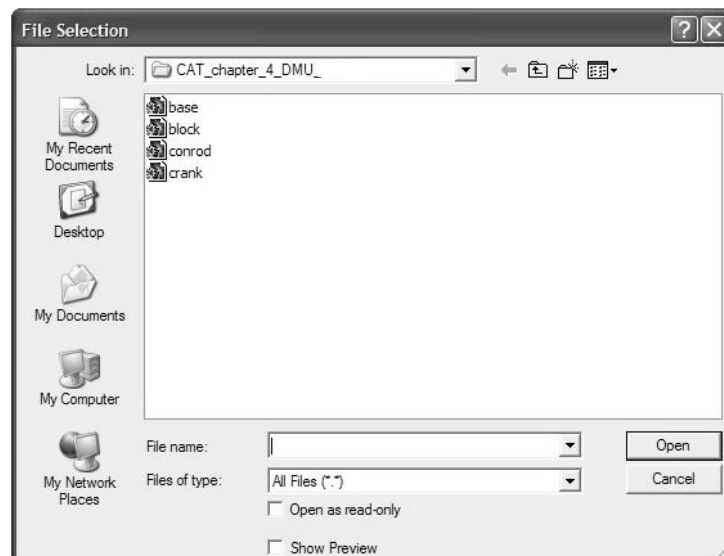 File Selection
Look in: CAT_chapter_4_DMU_
base
block
conrod
crank
My Recent
Documents
Desktop
My Documents
My Computer
My Network
Places
File name:
Open
Files of type: All Files (*.*)
Cancel
Open as read-only
Show Preview